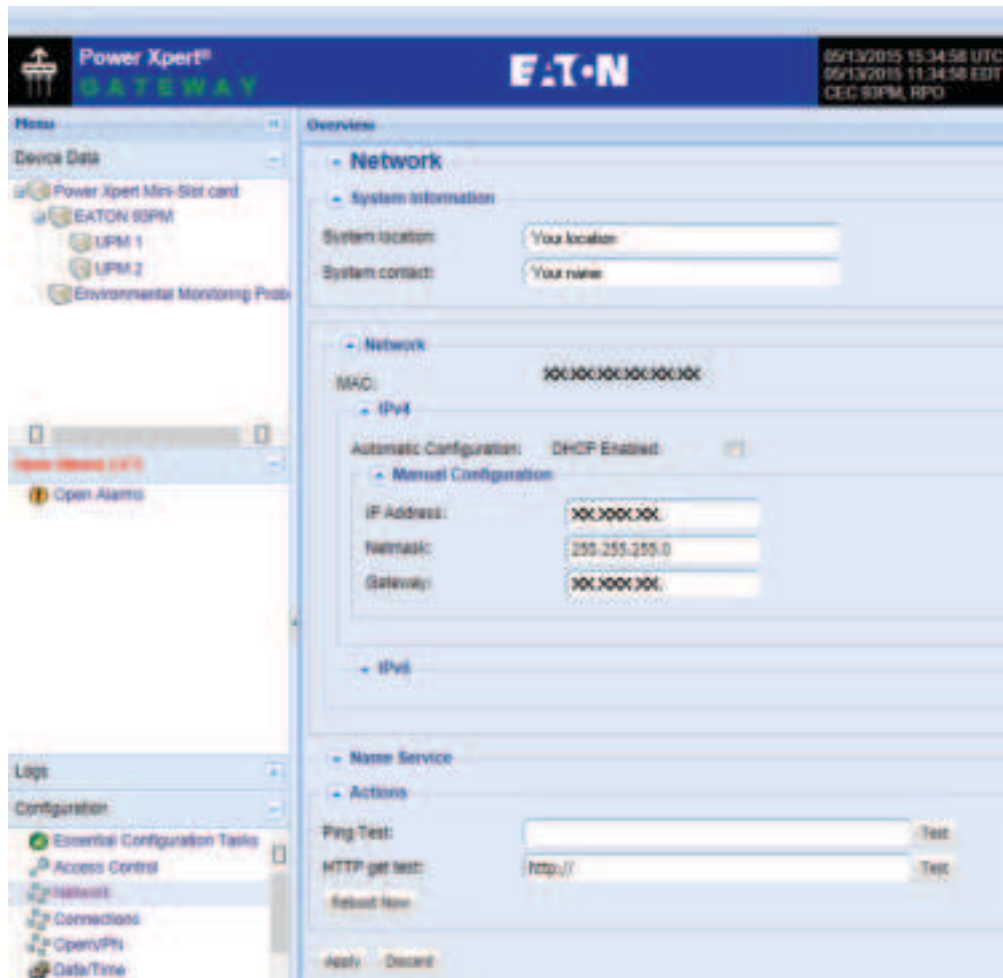 Power Xpert®
GATEWAY
EATON
05/13/2015 15:34:58 UTC
05/13/2015 11:34:58 EDT
CEC 93PM, RPO
Menu
Device Data
Power Xpert Mini-Slot card
EATON 93PM
UPM 1
UPM 2
Environmental Monitoring Prob
Open Alarms
Logs
Configuration
Essential Configuration Tasks
Access Control
Network
Connections
OpenVPN
Date/Time
Overview
Network
System Information
System location: Your location
System contact: Your name
Network
MAC: XX:XX:XX:XX:XX:XX
IPv4
Automatic Configuration: DHCP Enabled:
Manual Configuration
IP Address: XX.XXX.XX.
Netmask: 255.255.255.0
Gateway: XX.XXX.XX.
IPv6
Name Service
Actions
Ping Test: Test
HTTP get test: http:// Test
Reboot Now
Apply Discard